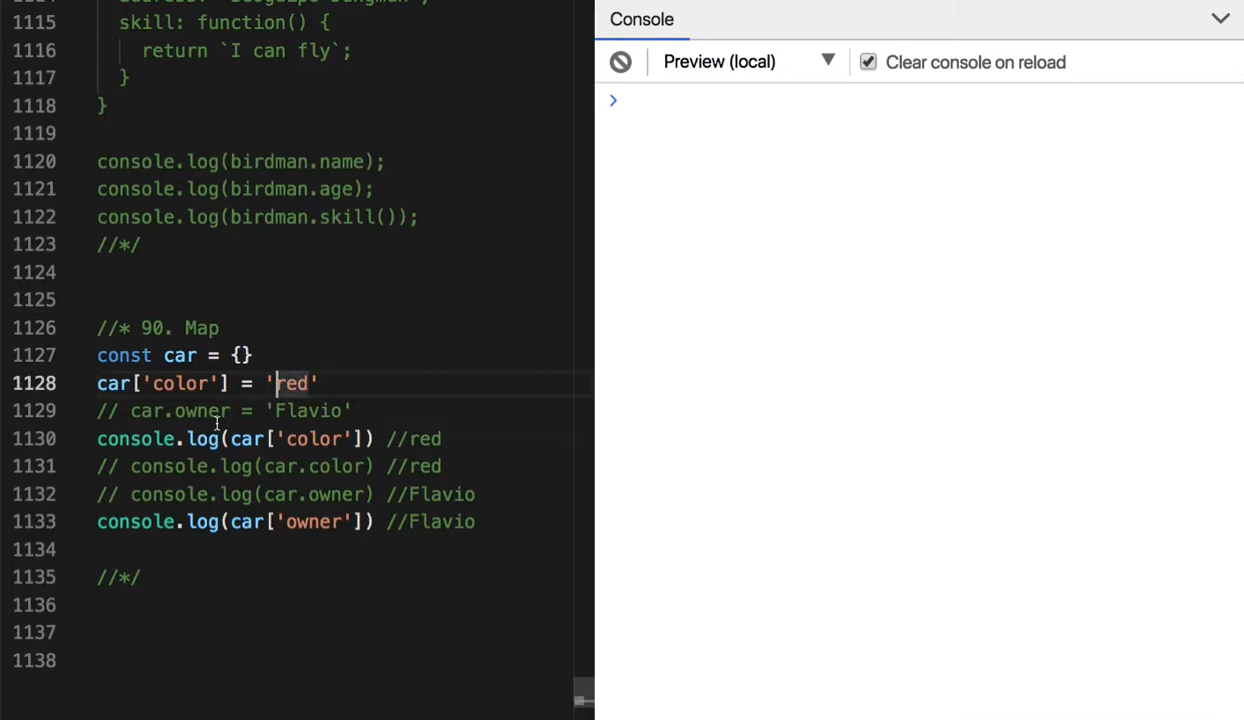 1115 skill: function() {
1116 return `I can fly`;
1117 }
1118 }
1119
1120 console.log(birdman.name);
1121 console.log(birdman.age);
1122 console.log(birdman.skill());
1123 //*/
1124
1125
1126 //* 90. Map
1127 const car = {}
1128 car['color'] = 'red'
1129 // car.owner = 'Flavio'
1130 console.log(car['color']) //red
1131 // console.log(car.color) //red
1132 // console.log(car.owner) //Flavio
1133 console.log(car['owner']) //Flavio
1134
1135 //*/
1136
1137
1138
Console
Preview (local) ▼ Clear console on reload
>